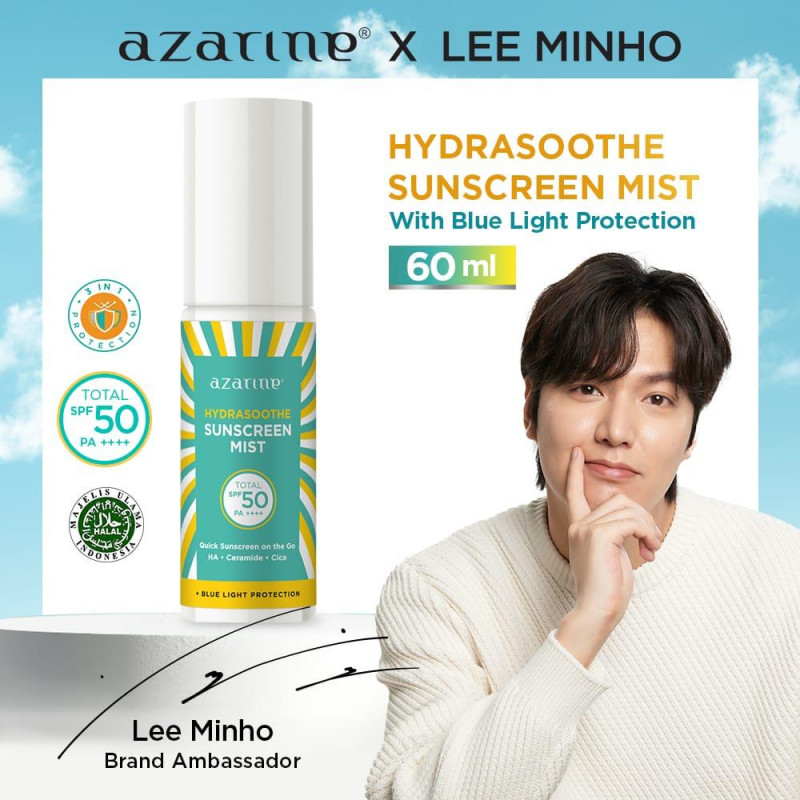 azarine® X LEE MINHO
HYDRASOOTHE
SUNSCREEN MIST
With Blue Light Protection
60 ml
3 IN 1
PROTECTION
TOTAL
SPF 50
PA ++++
MAJELIS ULAMA
حلال
HALAL
INDONESIA
azarine®
HYDRASOOTHE
SUNSCREEN
MIST
TOTAL
SPF 50
PA ++++
Quick Sunscreen on the Go
HA • Ceramide • Cica
+ BLUE LIGHT PROTECTION
Lee Minho
Brand Ambassador